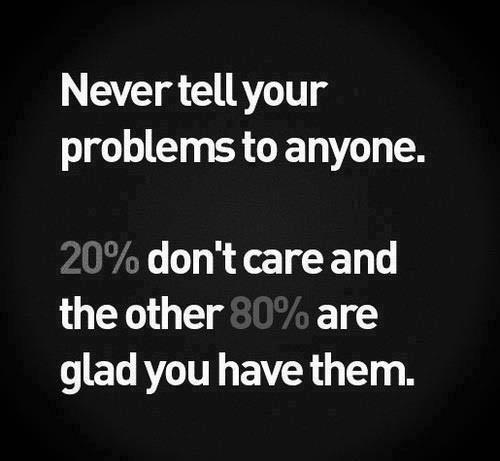 Never tell your
problems to anyone.
20% don't care and
the other 80% are
glad you have them.